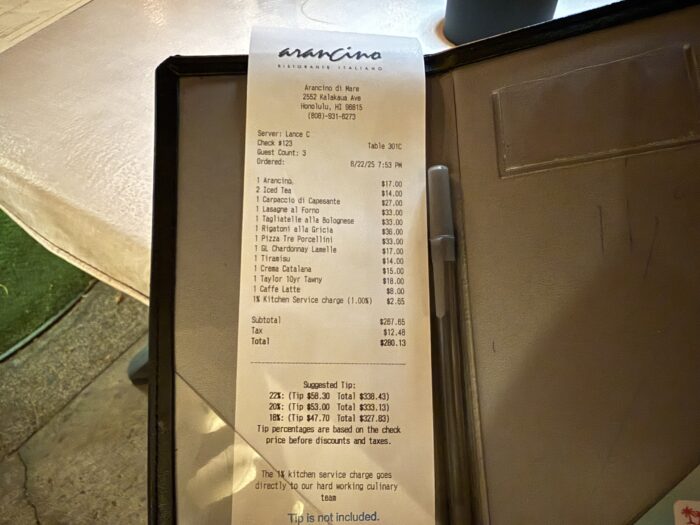 arancino
RISTORANTE ITALIANO
Arancino di Mare
2552 Kalakaua Ave
Honolulu, HI 96815
(808)-931-6273
Server: Lance C
Check #123 Table 301C
Guest Count: 3
Ordered: 8/22/25 7:53 PM
1 Arancino. $17.00
2 Iced Tea $14.00
1 Carpaccio di Capesante $27.00
1 Lasagne al Forno $33.00
1 Tagliatelle alla Bolognese $33.00
1 Rigatoni alla Gricia $36.00
1 Pizza Tre Porcellini $33.00
1 GL Chardonnay Lamelle $17.00
1 Tiramisu $14.00
1 Crema Catalana $15.00
1 Taylor 10yr Tawny $18.00
1 Caffe Latte $8.00
1% Kitchen Service charge (1.00%) $2.65
Subtotal $267.65
Tax $12.48
Total $280.13
Suggested Tip:
22%: (Tip $58.30 Total $338.43)
20%: (Tip $53.00 Total $333.13)
18%: (Tip $47.70 Total $327.83)
Tip percentages are based on the check
price before discounts and taxes.
The 1% kitchen service charge goes
directly to our hard working culinary
team
Tip is not included.